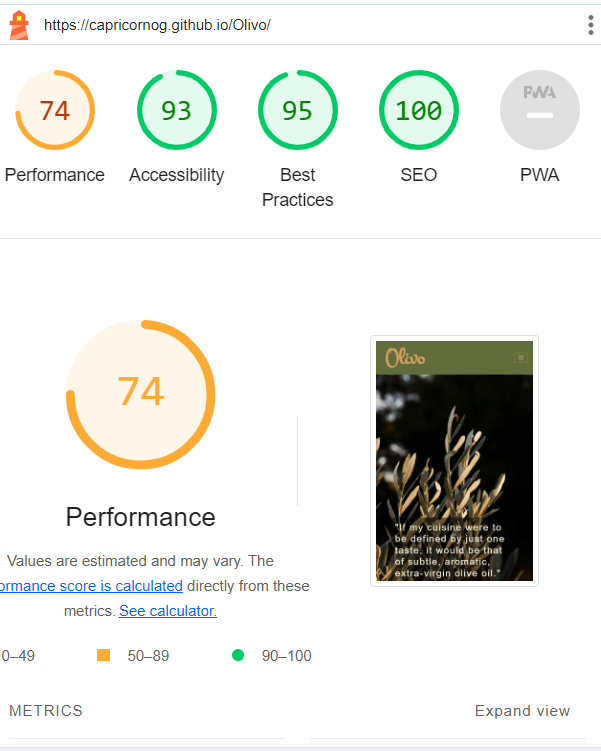 https://capricornog.github.io/Olivo/
74
93
95
100
PWA
Performance
Accessibility
Best
Practices
SEO
PWA
74
Performance
Values are estimated and may vary. The
ormance score is calculated directly from these
metrics. See calculator.
0–49
50–89
90–100
Olivo
"If my cuisine were to
be defined by just one
taste, it would be that
of subtle, aromatic,
extra-virgin olive oil."
METRICS
Expand view